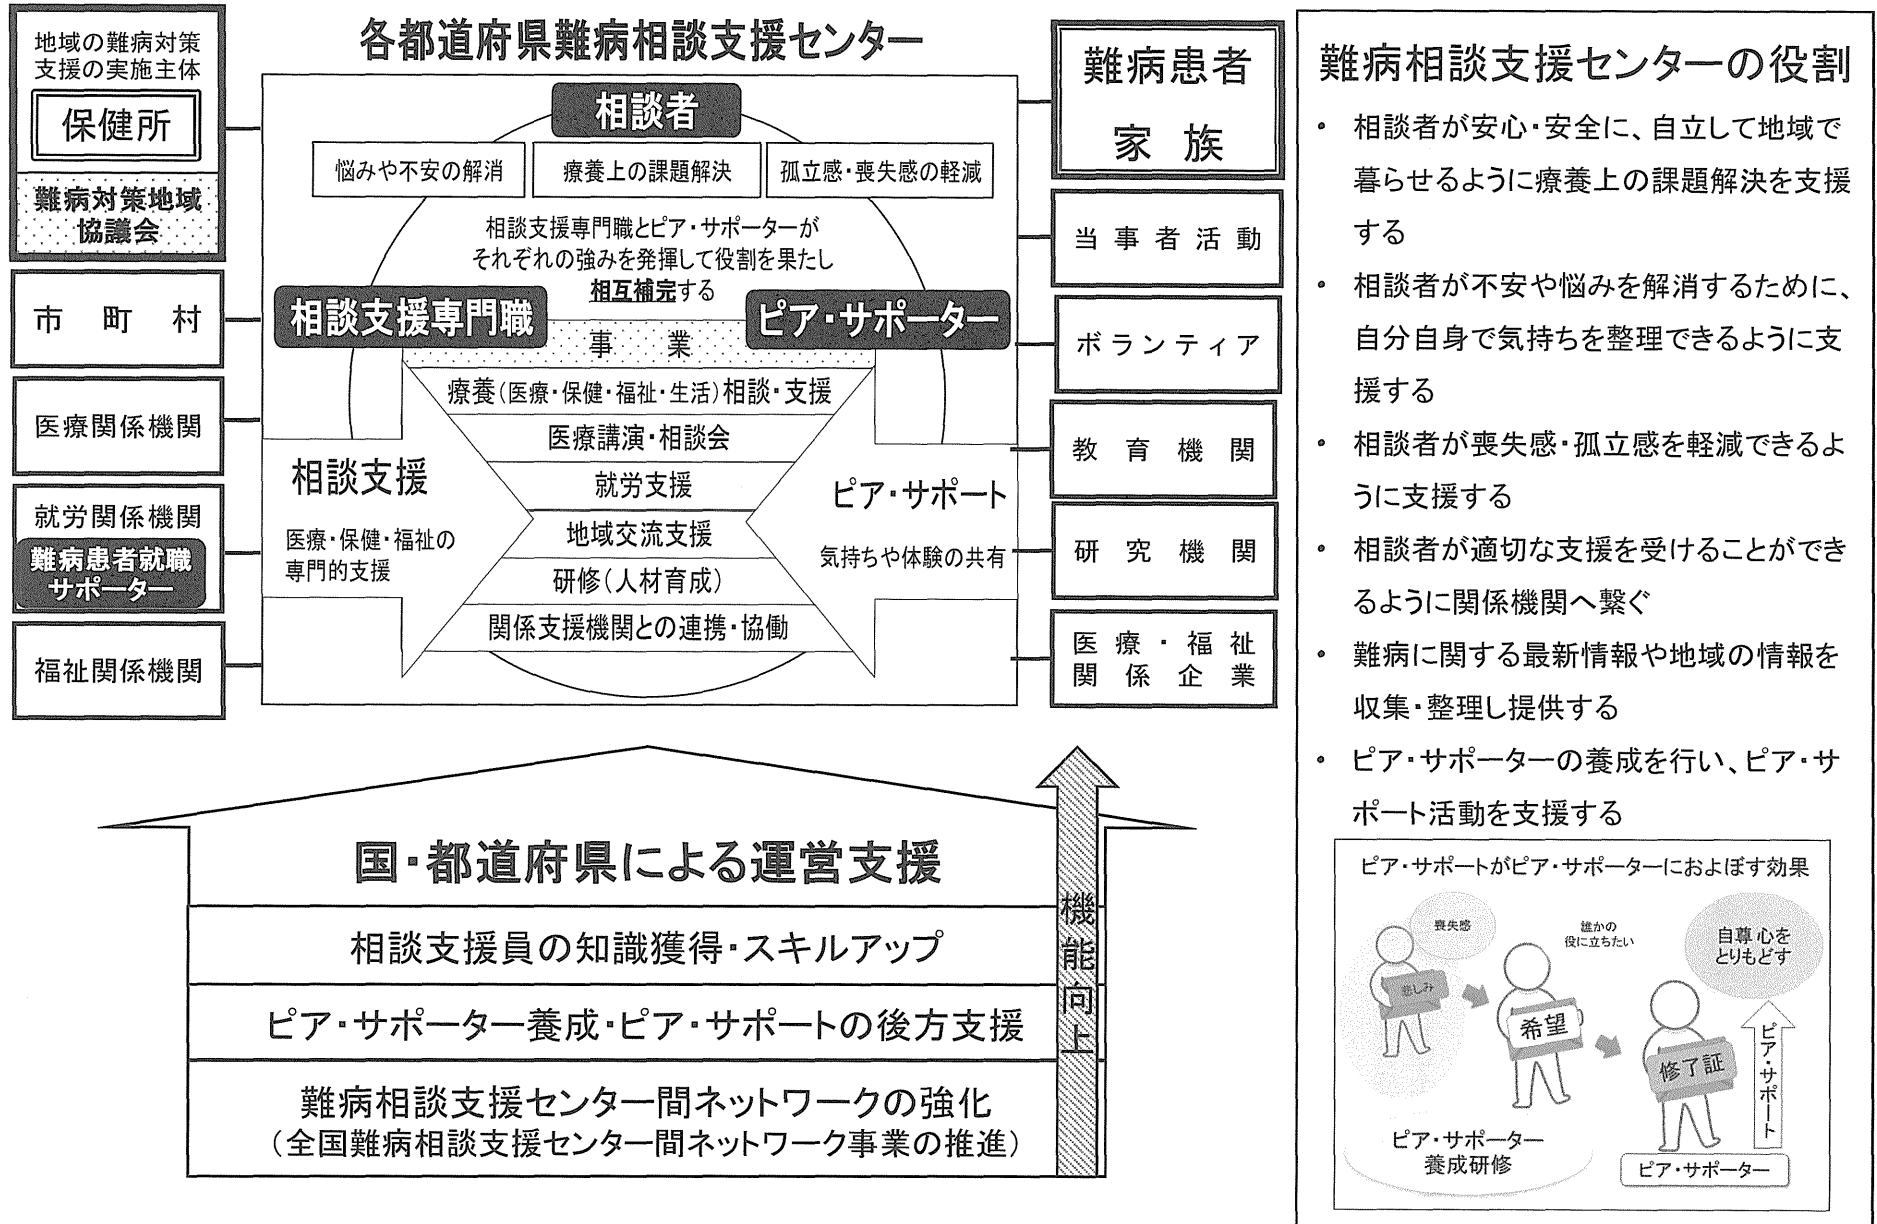 各都道府県難病相談支援センター
地域の難病対策
支援の実施主体
保健所
難病対策地域
協議会
市町村
医療関係機関
就労関係機関
難病患者就職
サポーター
福祉関係機関
相談者
悩みや不安の解消
療養上の課題解決
孤立感・喪失感の軽減
相談支援専門職とピア・サポーターが
それぞれの強みを発揮して役割を果たし
相互補完する
相談支援専門職
ピア・サポーター
事業
療養(医療・保健・福祉・生活)相談・支援
医療講演・相談会
就労支援
地域交流支援
研修(人材育成)
関係支援機関との連携・協働
相談支援
医療・保健・福祉の
専門的支援
ピア・サポート
気持ちや体験の共有
難病患者
家族
当事者活動
ボランティア
教育機関
研究機関
医療・福祉
関係企業
国・都道府県による運営支援
相談支援員の知識獲得・スキルアップ
ピア・サポーター養成・ピア・サポートの後方支援
難病相談支援センター間ネットワークの強化
(全国難病相談支援センター間ネットワーク事業の推進)
機能向上
難病相談支援センターの役割
・ 相談者が安心・安全に、自立して地域で
暮らせるように療養上の課題解決を支援
する
・ 相談者が不安や悩みを解消するために、
自分自身で気持ちを整理できるように支
援する
・ 相談者が喪失感・孤立感を軽減できるよ
うに支援する
・ 相談者が適切な支援を受けることができ
るように関係機関へ繋ぐ
・ 難病に関する最新情報や地域の情報を
収集・整理し提供する
・ ピア・サポーターの養成を行い、ピア・サ
ポート活動を支援する
ピア・サポートがピア・サポーターにおよぼす効果
喪失感
誰かの
役に立ちたい
自尊心を
とりもどす
悲しみ
希望
修了証
ピア・サポート
ピア・サポーター
養成研修
ピア・サポーター